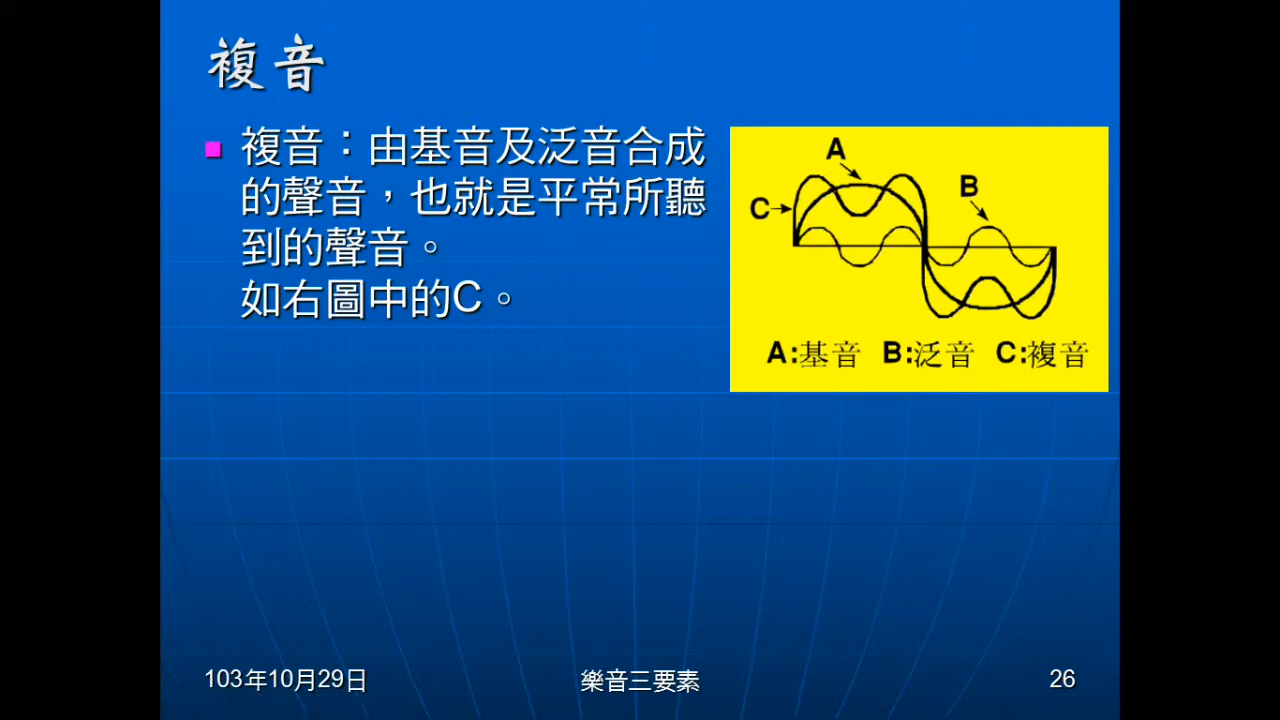 複音
複音：由基音及泛音合成
的聲音，也就是平常所聽
到的聲音。
如右圖中的C。
A
B
C
A:基音 B:泛音 C:複音
103年10月29日
樂音三要素
26